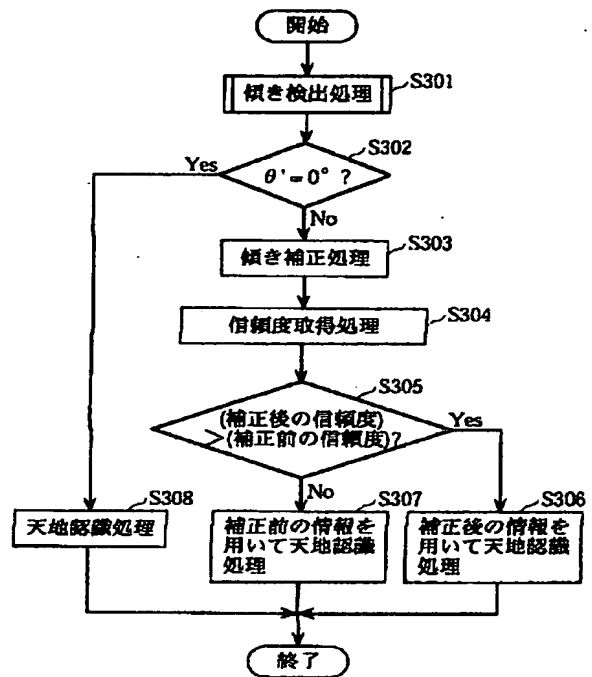 開始
傾き検出処理
S301
S302
Yes
θ'=0° ?
No
S303
傾き補正処理
S304
信頼度取得処理
S305
(補正後の信頼度)
>(補正前の信頼度)?
Yes
No
S308
天地認識処理
S307
補正前の情報を
用いて天地認識
処理
S306
補正後の情報を
用いて天地認識
処理
終了